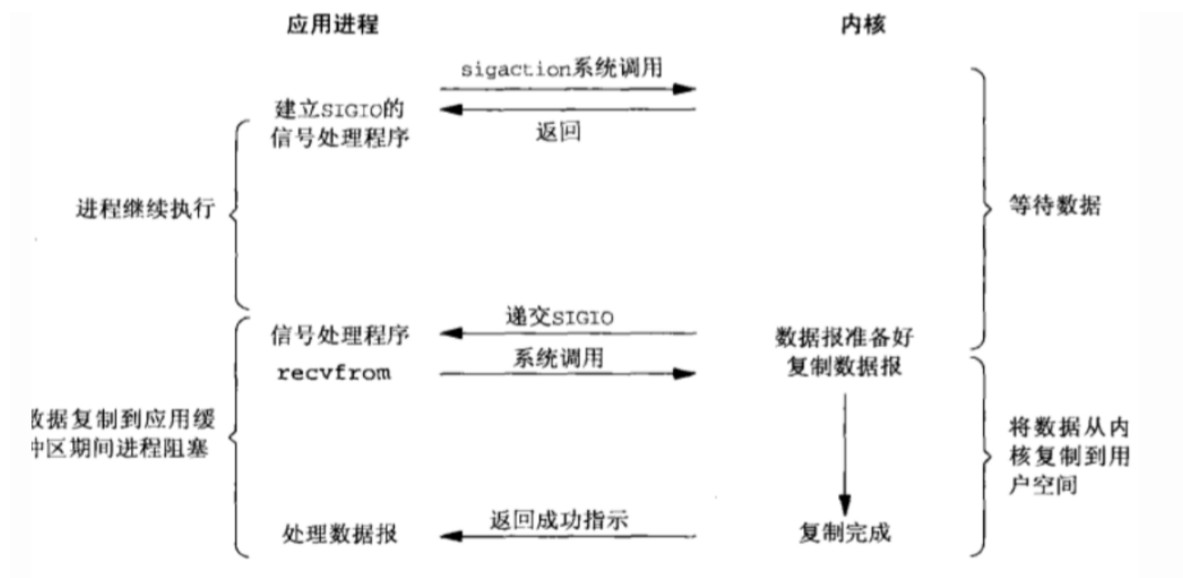 应用进程
内核
sigaction系统调用
建立SIGIO的
信号处理程序
返回
进程继续执行
等待数据
递交SIGIO
信号处理程序
数据报准备好
系统调用
recvfrom
复制数据报
数据复制到应用缓
冲区期间进程阻塞
将数据从内
核复制到用
户空间
返回成功指示
处理数据报
复制完成